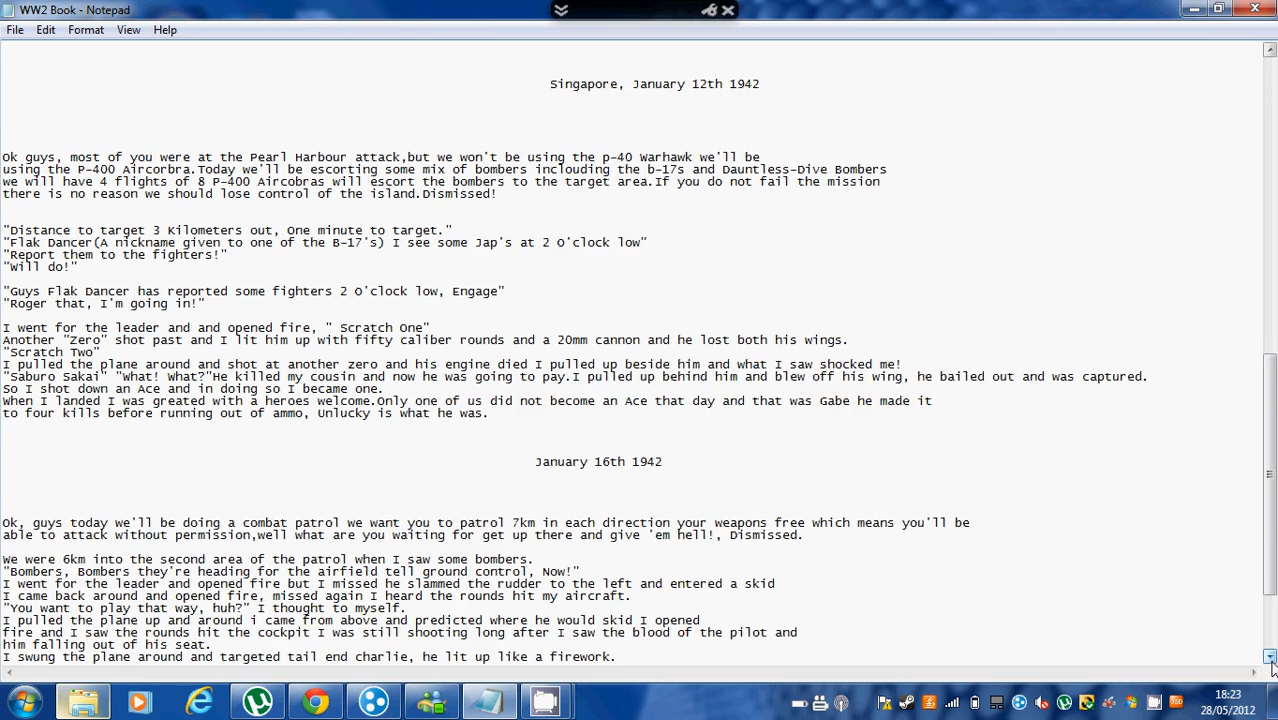 WW2 Book - Notepad
File Edit Format View Help
Singapore, January 12th 1942
Ok guys, most of you were at the Pearl Harbour attack,but we won't be using the p-40 Warhawk we'll be
using the P-400 Aircorbra.Today we'll be escorting some mix of bombers inclouding the b-17s and Dauntless-Dive Bombers
we will have 4 flights of 8 P-400 Aircobras will escort the bombers to the target area.If you do not fail the mission
there is no reason we should lose control of the island.Dismissed!
"Distance to target 3 Kilometers out, One minute to target."
"Flak Dancer(A nickname given to one of the B-17's) I see some Jap's at 2 O'clock low"
"Report them to the fighters!"
"Will do!"
"Guys Flak Dancer has reported some fighters 2 O'clock low, Engage"
"Roger that, I'm going in!"
I went for the leader and and opened fire, " Scratch One"
Another "Zero" shot past and I lit him up with fifty caliber rounds and a 20mm cannon and he lost both his wings.
"Scratch Two"
I pulled the plane around and shot at another zero and his engine died I pulled up beside him and what I saw shocked me!
"Saburo Sakai" "What! What?"He killed my cousin and now he was going to pay.I pulled up behind him and blew off his wing, he bailed out and was captured.
So I shot down an Ace and in doing so I became one.
When I landed I was greated with a heroes welcome.Only one of us did not become an Ace that day and that was Gabe he made it
to four kills before running out of ammo, Unlucky is what he was.
January 16th 1942
Ok, guys today we'll be doing a combat patrol we want you to patrol 7km in each direction your weapons free which means you'll be
able to attack without permission,well what are you waiting for get up there and give 'em hell!, Dismissed.
We were 6km into the second area of the patrol when I saw some bombers.
"Bombers, Bombers they're heading for the airfield tell ground control, Now!"
I went for the leader and opened fire but I missed he slammed the rudder to the left and entered a skid
I came back around and opened fire, missed again I heard the rounds hit my aircraft.
"You want to play that way, huh?" I thought to myself.
I pulled the plane up and around i came from above and predicted where he would skid I opened
fire and I saw the rounds hit the cockpit I was still shooting long after I saw the blood of the pilot and
him falling out of his seat.
I swung the plane around and targeted tail end charlie, he lit up like a firework.
18:23
28/05/2012